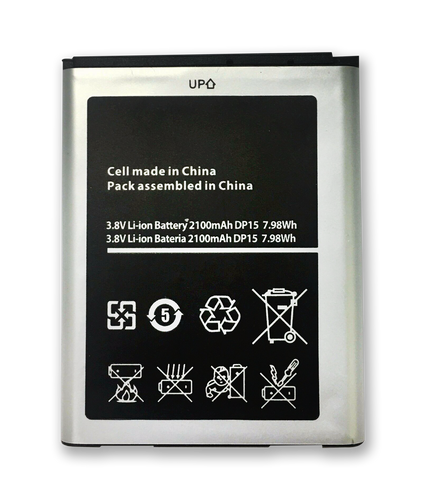 UP
Cell made in China
Pack assembled in China
3.8V Li-ion Battery 2100mAh DP15 7.98Wh
3.8V Li-ion Bateria 2100mAh DP15 7.98Wh
5